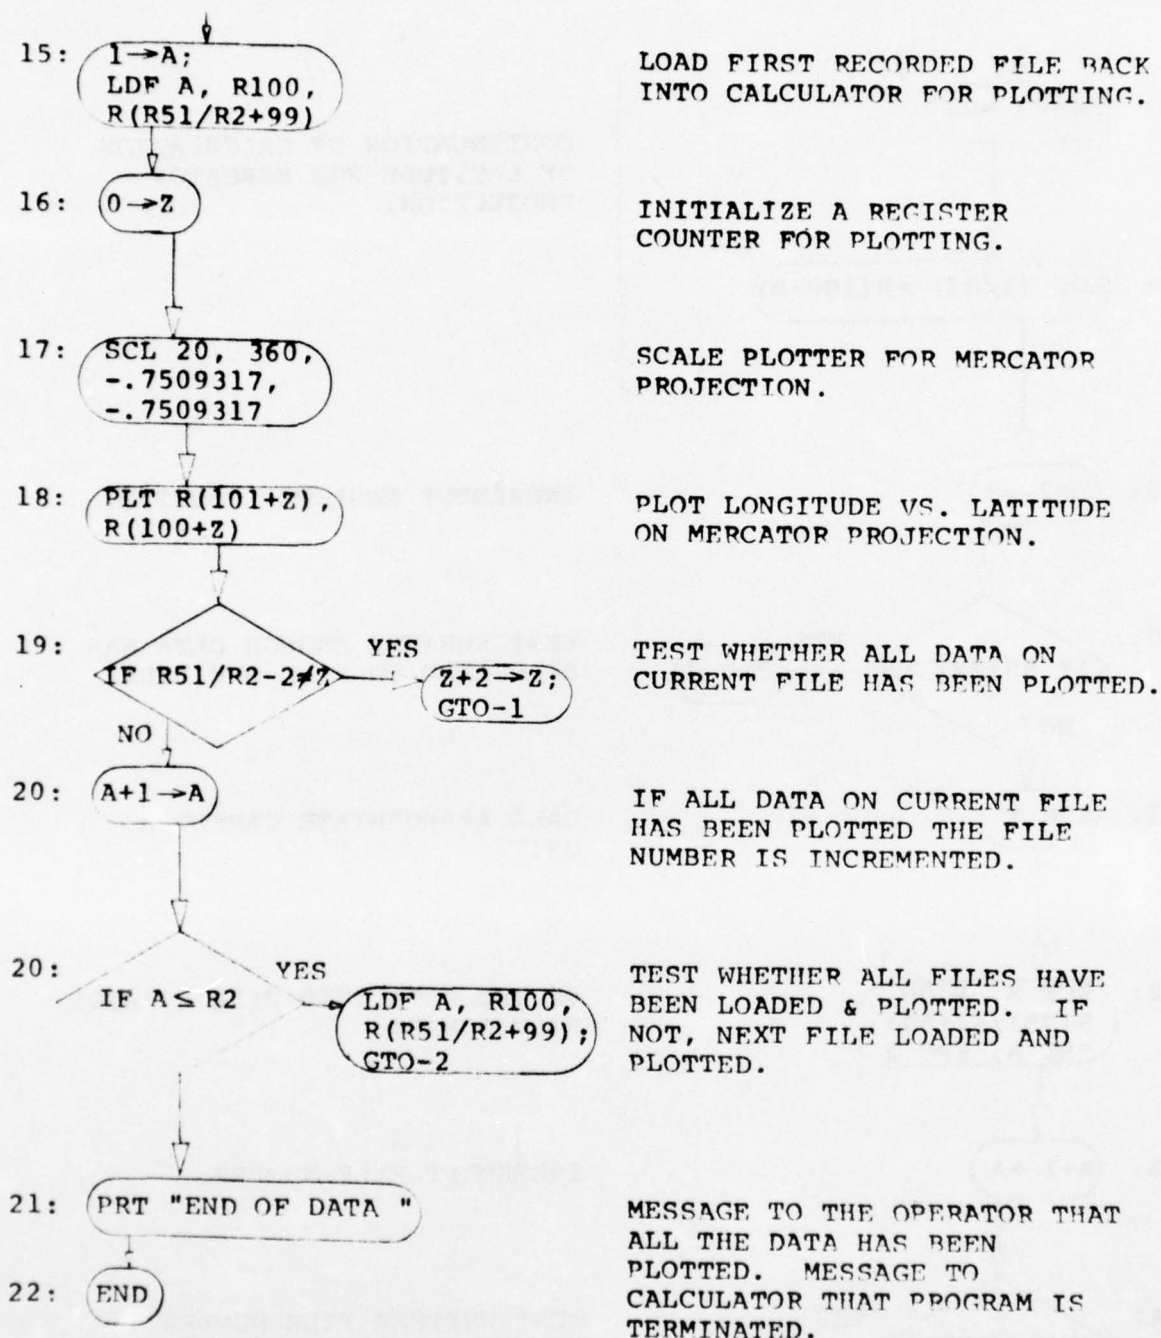 15: 1→A;
LDF A, R100,
R(R51/R2+99)
LOAD FIRST RECORDED FILE BACK
INTO CALCULATOR FOR PLOTTING.
16: 0→Z
INITIALIZE A REGISTER
COUNTER FOR PLOTTING.
17: SCL 20, 360,
-.7509317,
-.7509317
SCALE PLOTTER FOR MERCATOR
PROJECTION.
18: PLT R(101+Z),
R(100+Z)
PLOT LONGITUDE VS. LATITUDE
ON MERCATOR PROJECTION.
19: IF R51/R2-2≠Z
YES
Z+2→Z;
GTO-1
NO
TEST WHETHER ALL DATA ON
CURRENT FILE HAS BEEN PLOTTED.
20: A+1→A
IF ALL DATA ON CURRENT FILE
HAS BEEN PLOTTED THE FILE
NUMBER IS INCREMENTED.
20: IF A≤R2
YES
LDF A, R100,
R(R51/R2+99);
GTO-2
TEST WHETHER ALL FILES HAVE
BEEN LOADED & PLOTTED. IF
NOT, NEXT FILE LOADED AND
PLOTTED.
21: PRT "END OF DATA "
MESSAGE TO THE OPERATOR THAT
ALL THE DATA HAS BEEN
PLOTTED. MESSAGE TO
CALCULATOR THAT PROGRAM IS
TERMINATED.
22: END